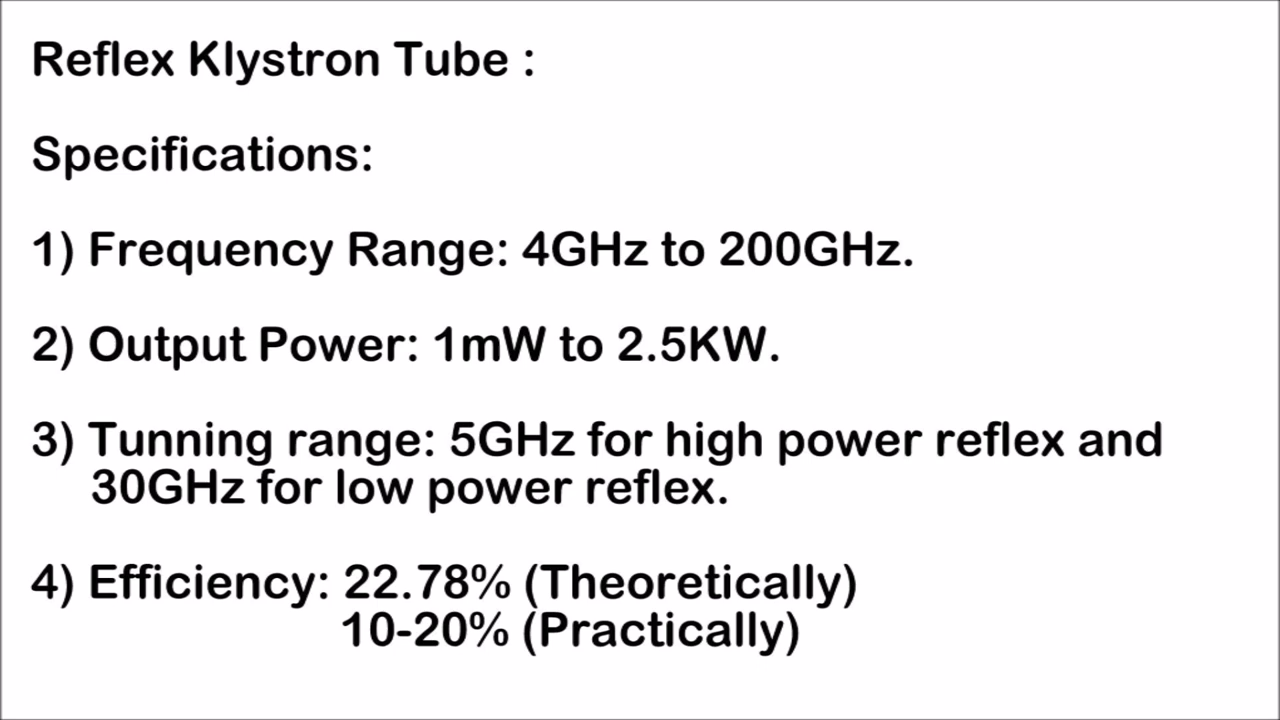 Reflex Klystron Tube :
Specifications:
1) Frequency Range: 4GHz to 200GHz.
2) Output Power: 1mW to 2.5KW.
3) Tunning range: 5GHz for high power reflex and
30GHz for low power reflex.
4) Efficiency: 22.78% (Theoretically)
10-20% (Practically)